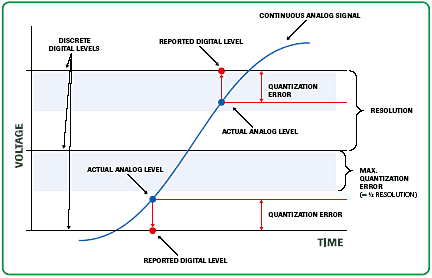 CONTINUOUS ANALOG SIGNAL
DISCRETE
DIGITAL LEVELS
REPORTED DIGITAL LEVEL
QUANTIZATION
ERROR
RESOLUTION
ACTUAL ANALOG LEVEL
VOLTAGE
ACTUAL ANALOG LEVEL
MAX.
QUANTIZATION
ERROR
(= ½ RESOLUTION)
QUANTIZATION ERROR
TIME
REPORTED DIGITAL LEVEL